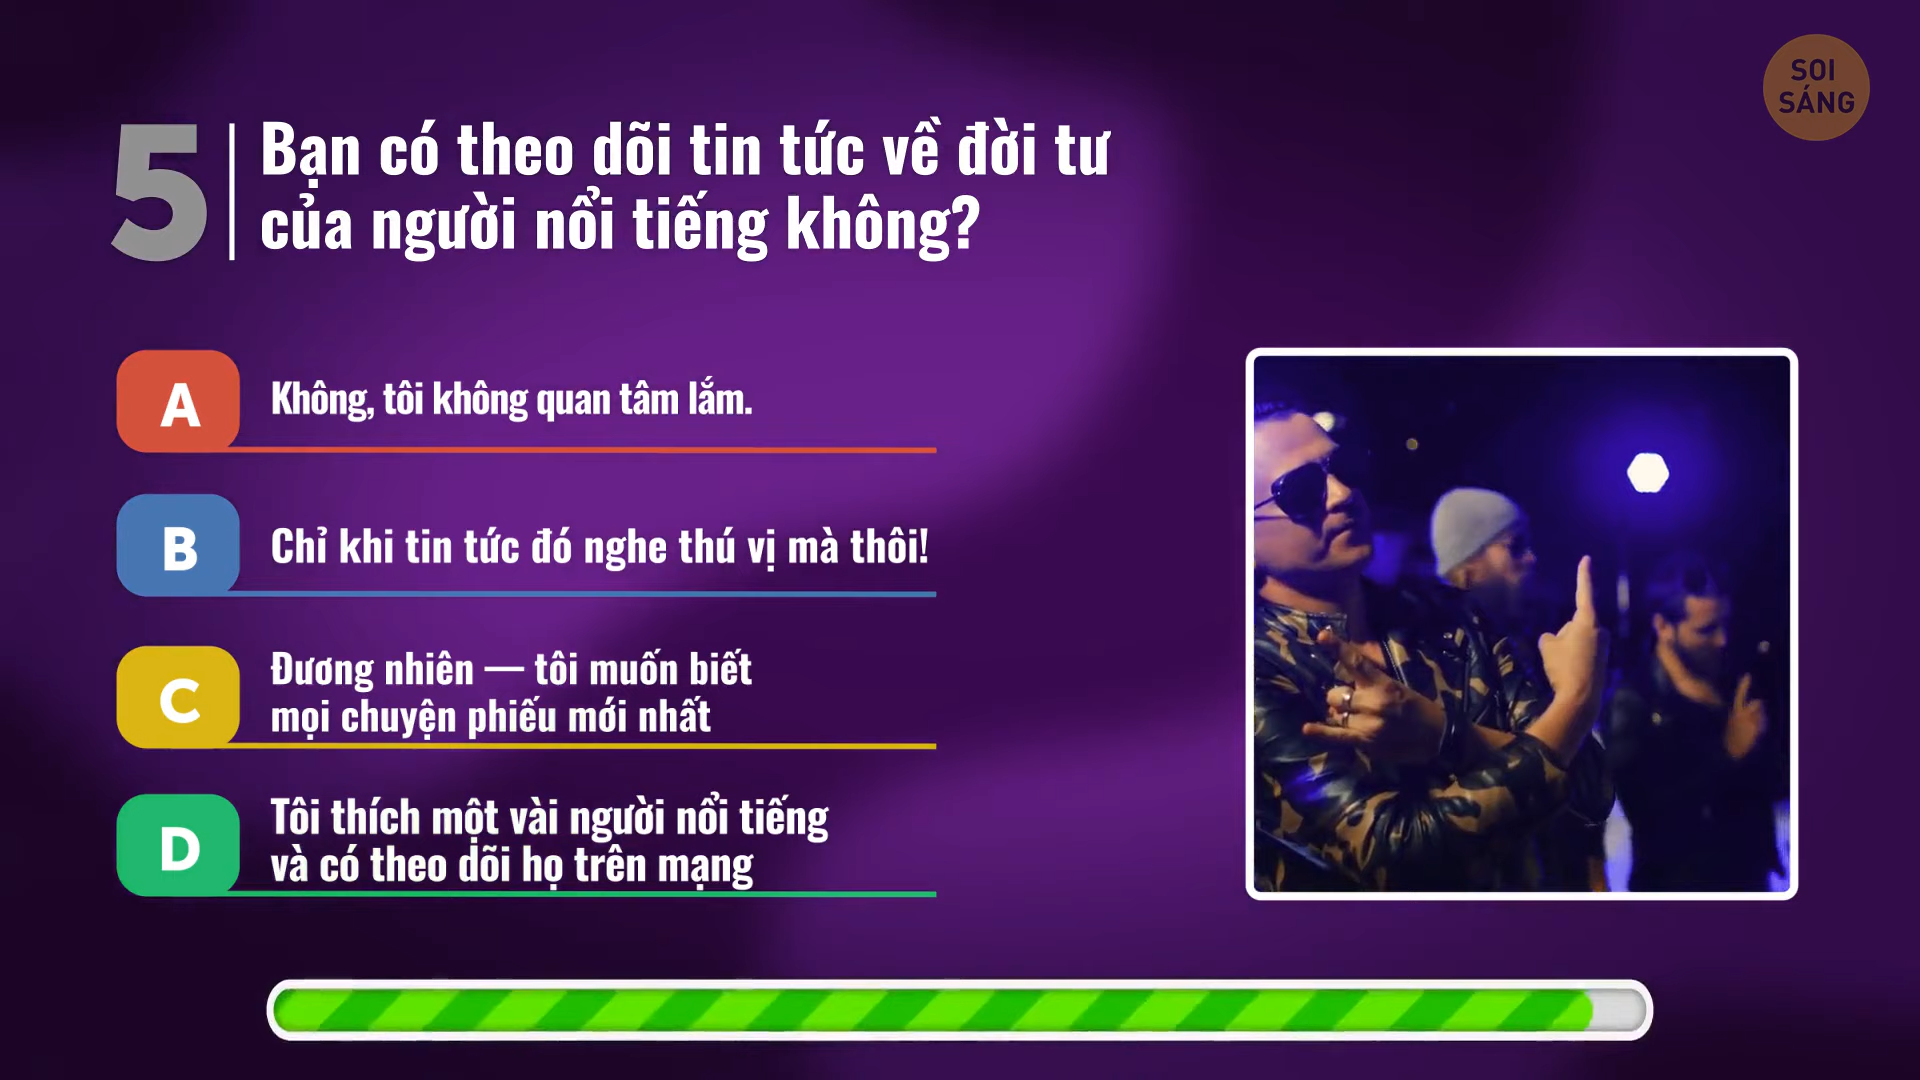 SOI
SÁNG
5
Bạn có theo dõi tin tức về đời tư
của người nổi tiếng không?
A
Không, tôi không quan tâm lắm.
B
Chỉ khi tin tức đó nghe thú vị mà thôi!
C
Đương nhiên — tôi muốn biết
mọi chuyện phiếu mới nhất
D
Tôi thích một vài người nổi tiếng
và có theo dõi họ trên mạng